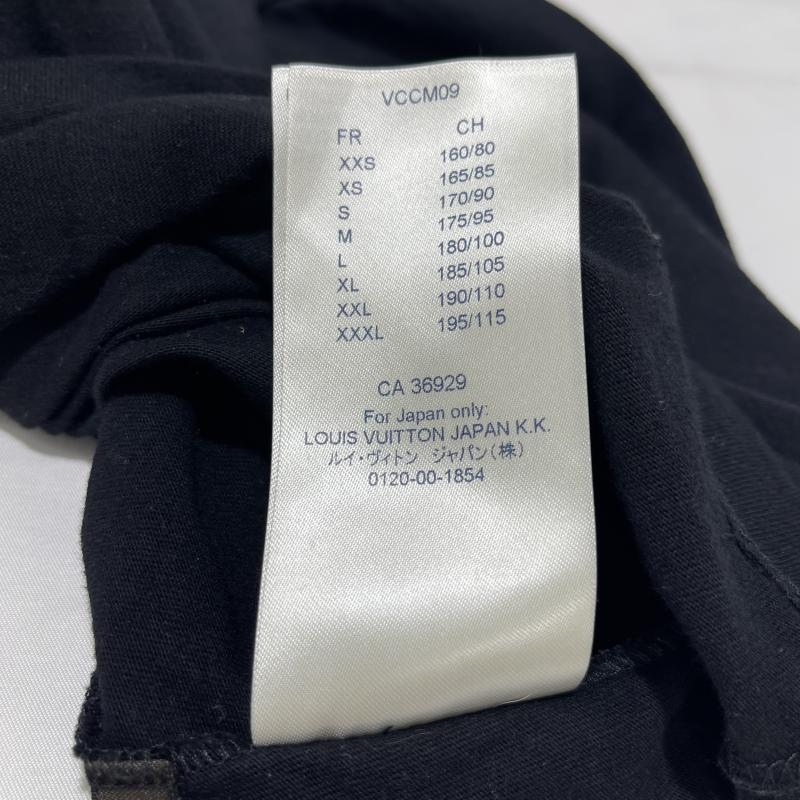 VCCM09
FR CH
XXS 160/80
XS 165/85
S 170/90
M 175/95
L 180/100
XL 185/105
XXL 190/110
XXXL 195/115
CA 36929
For Japan only:
LOUIS VUITTON JAPAN K.K.
ルイ・ヴィトン ジャパン(株)
0120-00-1854